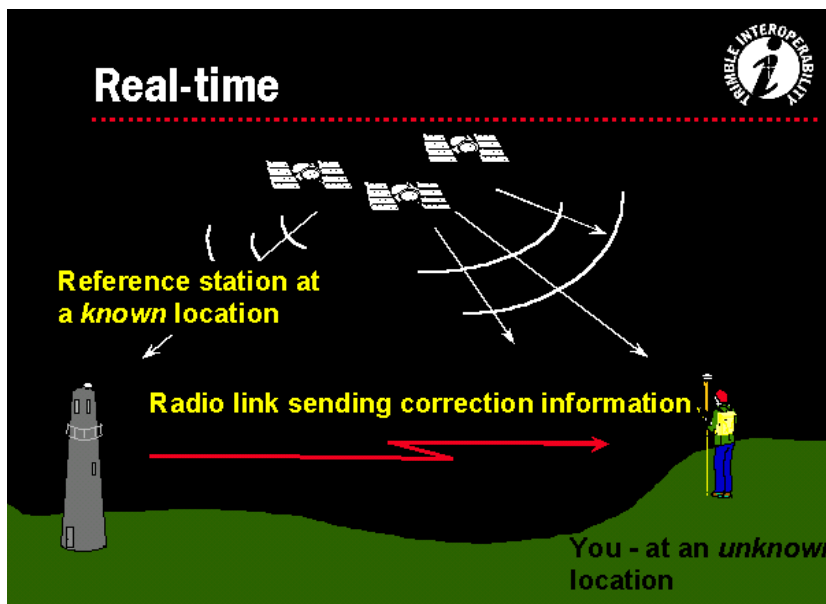 Real-time
TRIMBLE INTEROPERABILITY
i
Reference station at
a known location
Radio link sending correction information
You - at an unknown
location